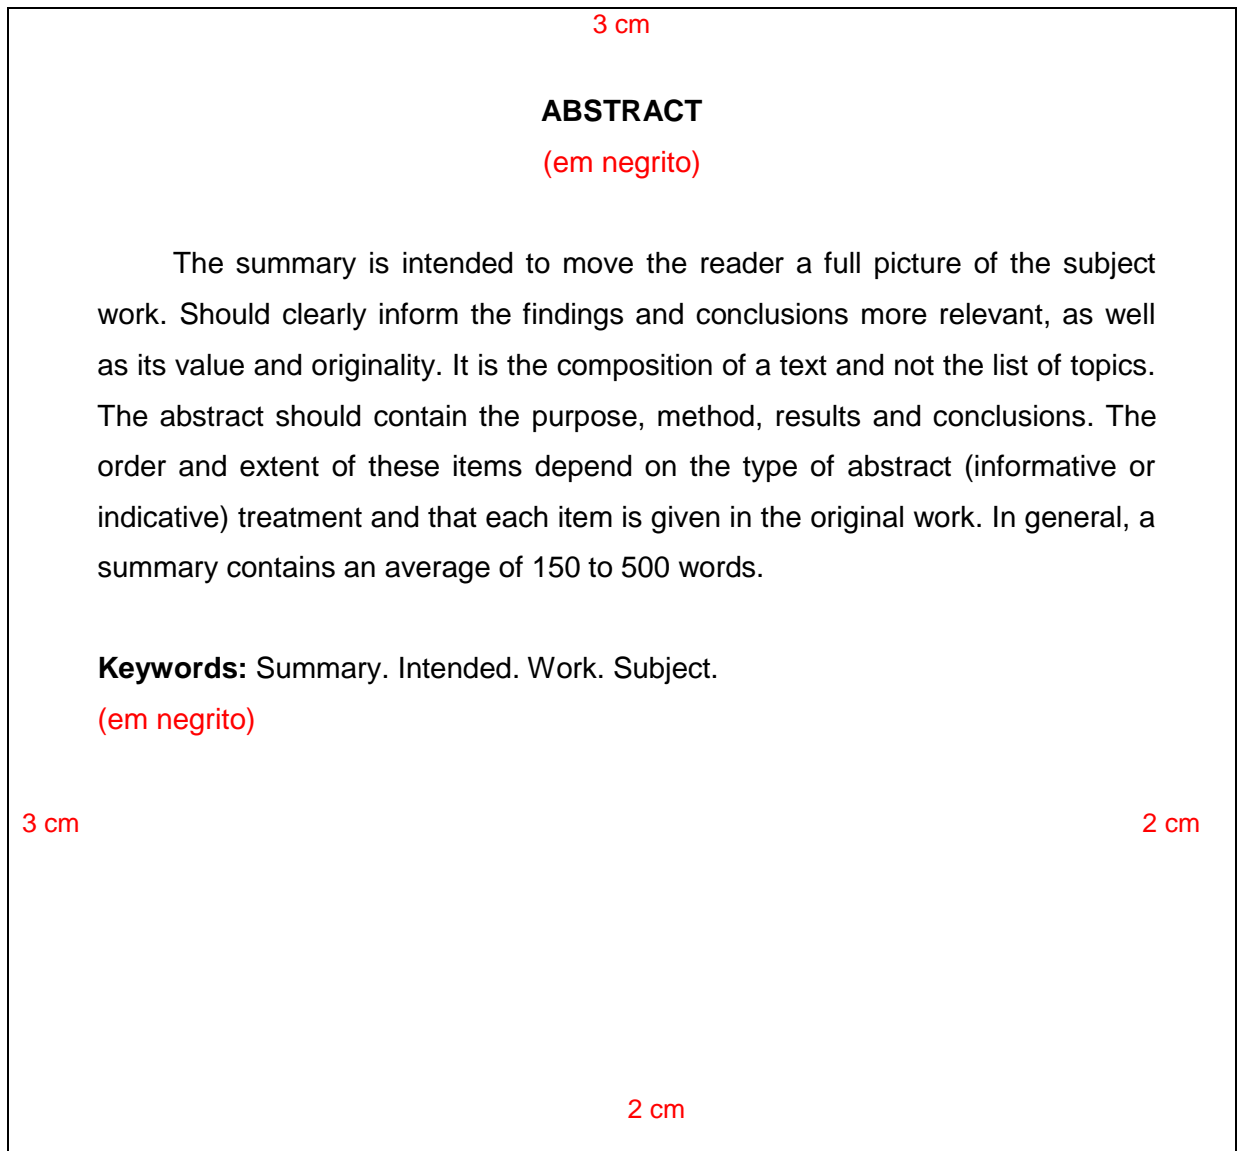 3 cm
ABSTRACT
(em negrito)
The summary is intended to move the reader a full picture of the subject
work. Should clearly inform the findings and conclusions more relevant, as well
as its value and originality. It is the composition of a text and not the list of topics.
The abstract should contain the purpose, method, results and conclusions. The
order and extent of these items depend on the type of abstract (informative or
indicative) treatment and that each item is given in the original work. In general, a
summary contains an average of 150 to 500 words.
Keywords: Summary. Intended. Work. Subject.
(em negrito)
3 cm
2 cm
2 cm